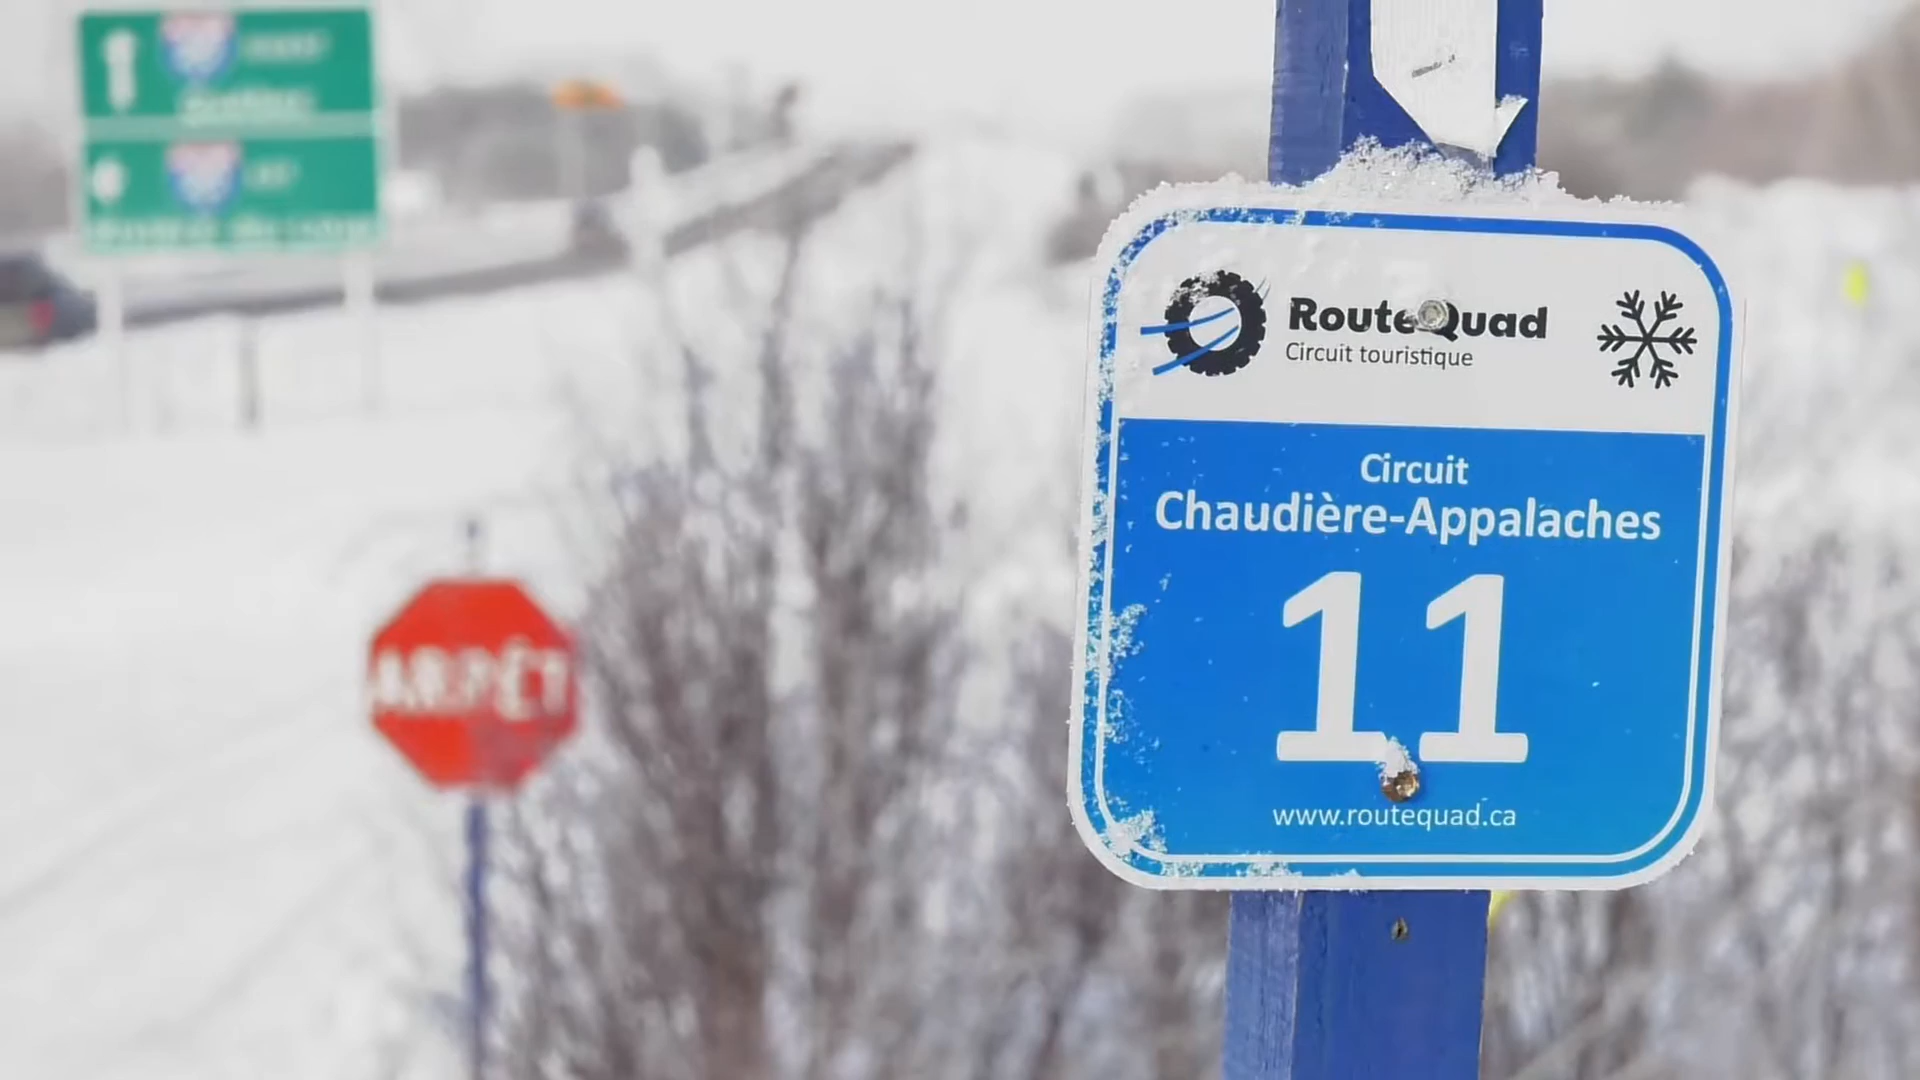 RouteQuad
Circuit touristique
Circuit
Chaudière-Appalaches
11
www.routequad.ca
ARRÊT